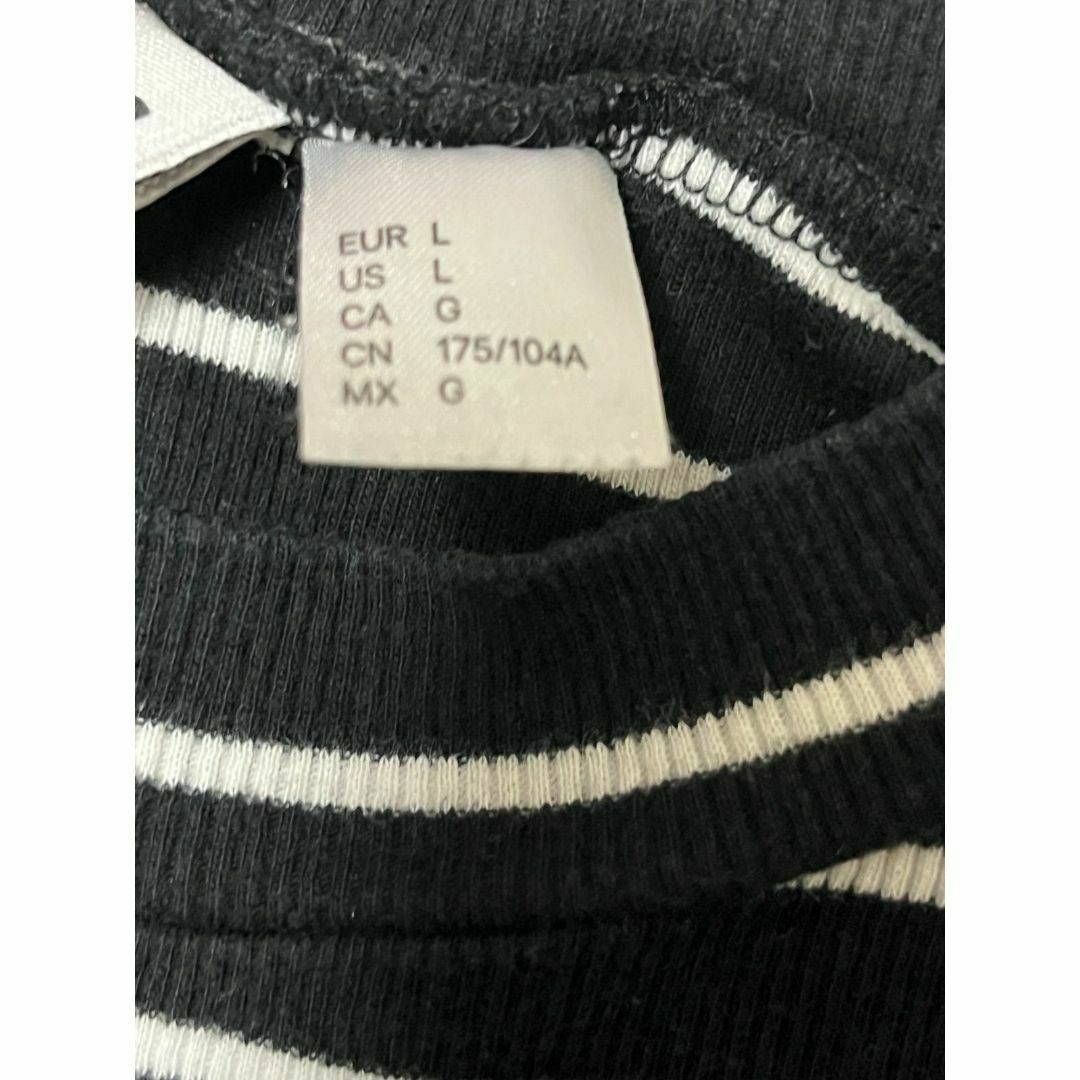 EUR L
US L
CA G
CN 175/104A
MX G